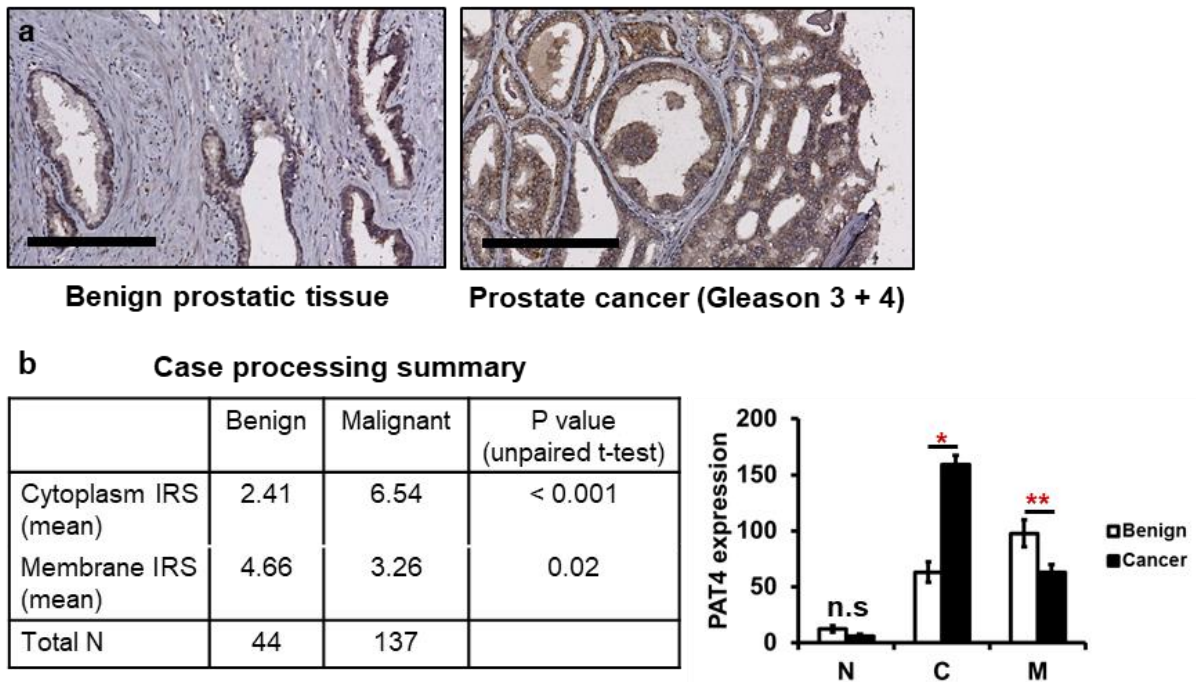 a
Benign prostatic tissue
Prostate cancer (Gleason 3 + 4)
b
Case processing summary
Benign Malignant P value
(unpaired t-test)
Cytoplasm IRS 2.41 6.54 < 0.001
(mean)
Membrane IRS 4.66 3.26 0.02
(mean)
Total N 44 137
PAT4 expression
200
150
100
50
0
n.s
*
**
N C M
Benign
Cancer